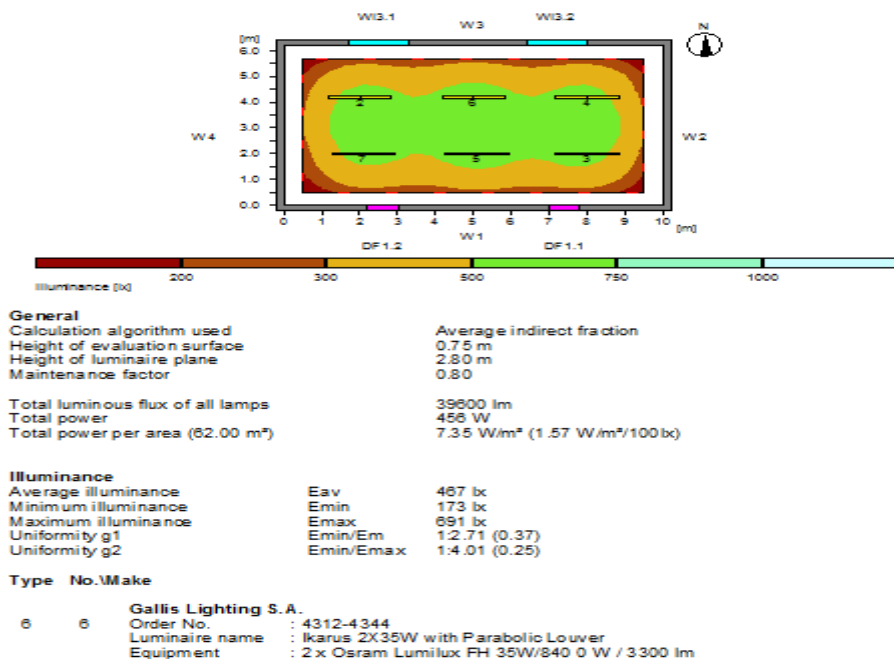 WI3.1 W3 WI3.2 N
[m]
6.0
5.0
4.0 2 6 4
3.0
W4 W2
2.0 7 5 3
1.0
0.0
0 1 2 3 4 5 6 7 8 9 10 [m]
DF1.2 W1 DF1.1
200 300 500 750 1000
Illuminance [lx]
General
Calculation algorithm used Average indirect fraction
Height of evaluation surface 0.75 m
Height of luminaire plane 2.80 m
Maintenance factor 0.80
Total luminous flux of all lamps 39600 lm
Total power 456 W
Total power per area (62.00 m²) 7.35 W/m² (1.57 W/m²/100lx)
Illuminance
Average illuminance Eav 467 lx
Minimum illuminance Emin 173 lx
Maximum illuminance Emax 691 lx
Uniformity g1 Emin/Em 1:2.71 (0.37)
Uniformity g2 Emin/Emax 1:4.01 (0.25)
Type No.\Make
Gallis Lighting S.A.
6 6 Order No. : 4312-4344
Luminaire name : Ikarus 2X35W with Parabolic Louver
Equipment : 2 x Osram Lumilux FH 35W/840 0 W / 3300 lm